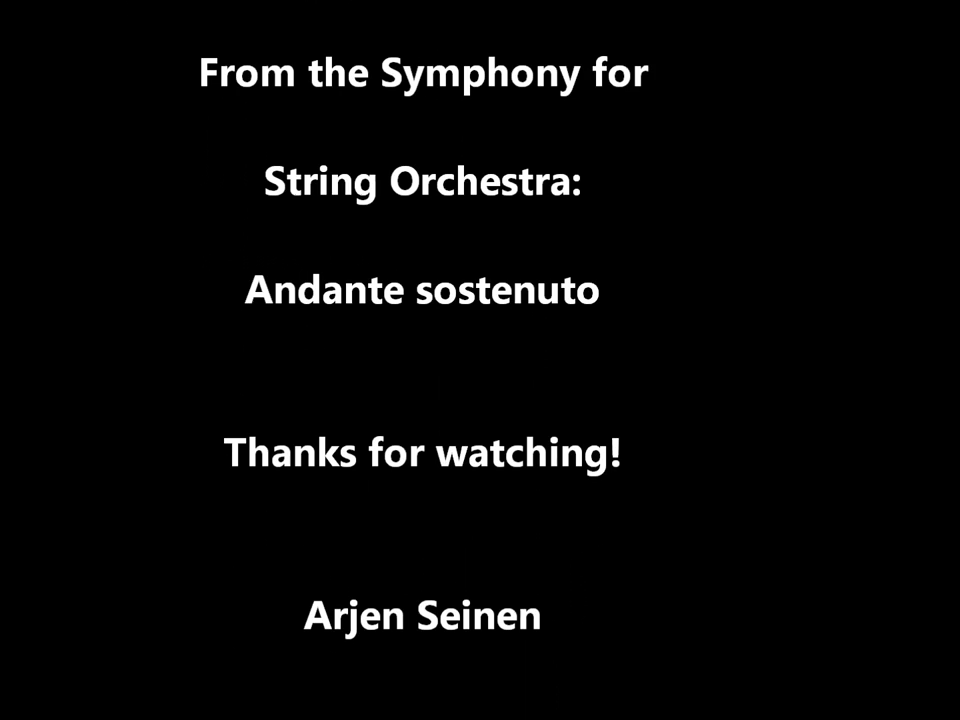 From the Symphony for
String Orchestra:
Andante sostenuto
Thanks for watching!
Arjen Seinen